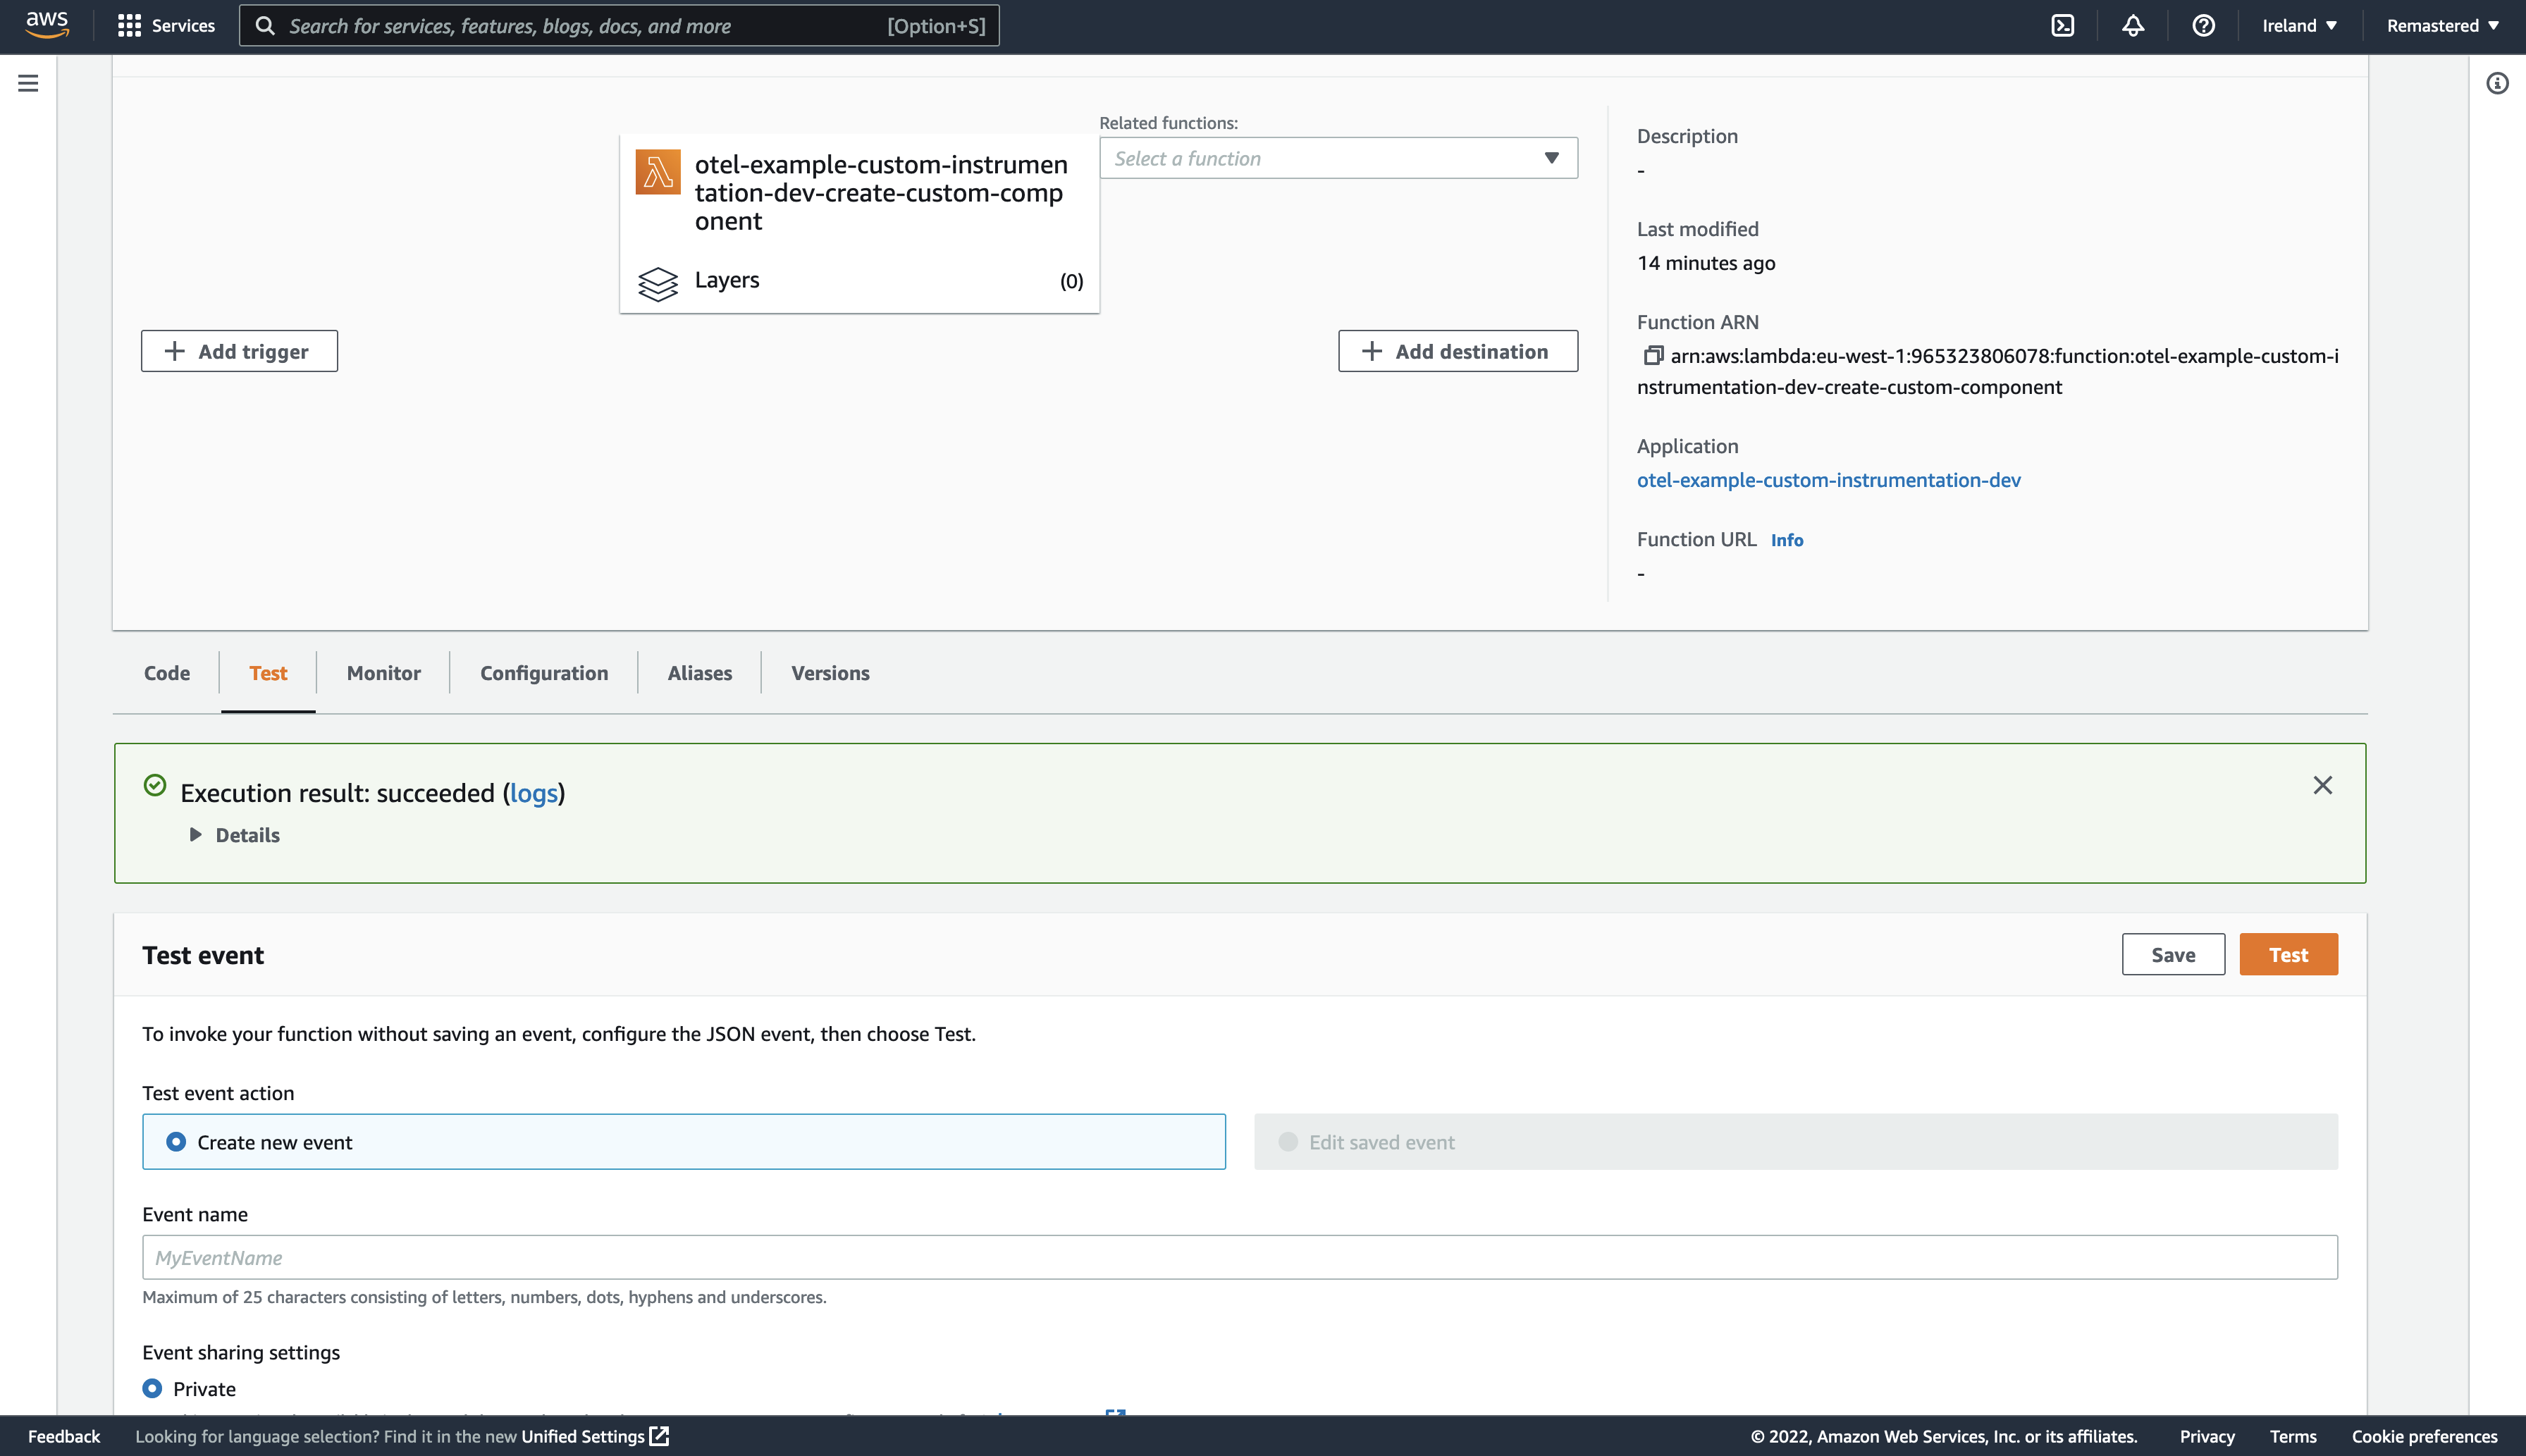 aws
Services
Search for services, features, blogs, docs, and more [Option+S]
Ireland ▼
Remastered ▼
Related functions:
Select a function
otel-example-custom-instrumen
tation-dev-create-custom-comp
onent
Layers (0)
+ Add trigger
+ Add destination
Description
-
Last modified
14 minutes ago
Function ARN
arn:aws:lambda:eu-west-1:965323806078:function:otel-example-custom-i
nstrumentation-dev-create-custom-component
Application
otel-example-custom-instrumentation-dev
Function URL Info
-
Code Test Monitor Configuration Aliases Versions
Execution result: succeeded (logs)
Details
Test event
Save
Test
To invoke your function without saving an event, configure the JSON event, then choose Test.
Test event action
Create new event
Edit saved event
Event name
MyEventName
Maximum of 25 characters consisting of letters, numbers, dots, hyphens and underscores.
Event sharing settings
Private
Feedback Looking for language selection? Find it in the new Unified Settings
© 2022, Amazon Web Services, Inc. or its affiliates. Privacy Terms Cookie preferences